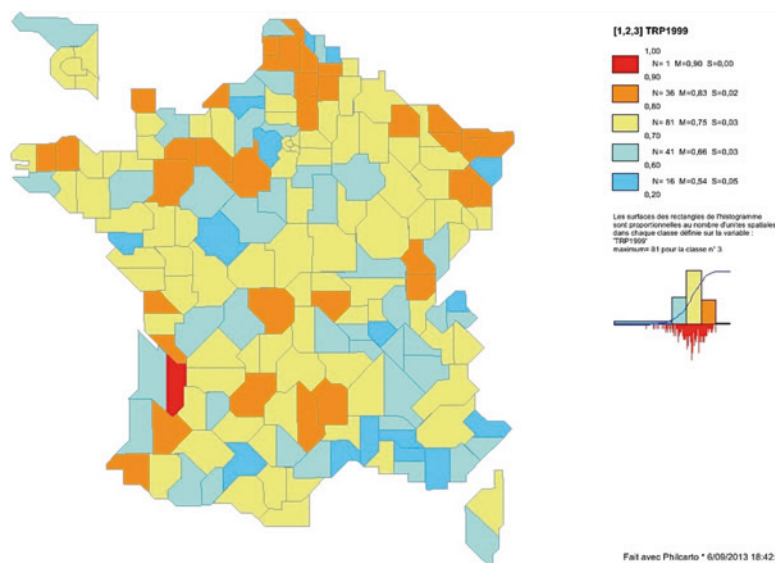 [1,2,3] TRP1999
1,00
N= 1 M=0,90 S=0,00
0,90
N= 36 M=0,83 S=0,02
0,80
N= 81 M=0,75 S=0,03
0,70
N= 41 M=0,66 S=0,03
0,60
N= 16 M=0,54 S=0,05
0,20
Les surfaces des rectangles de l'histogramme
sont proportionnelles au nombre d'unites spatiales
dans chaque classe définie sur la variable :
'TRP1999'
maximum= 81 pour la classe n° 3
Fait avec Philcarto * 6/09/2013 18:42: